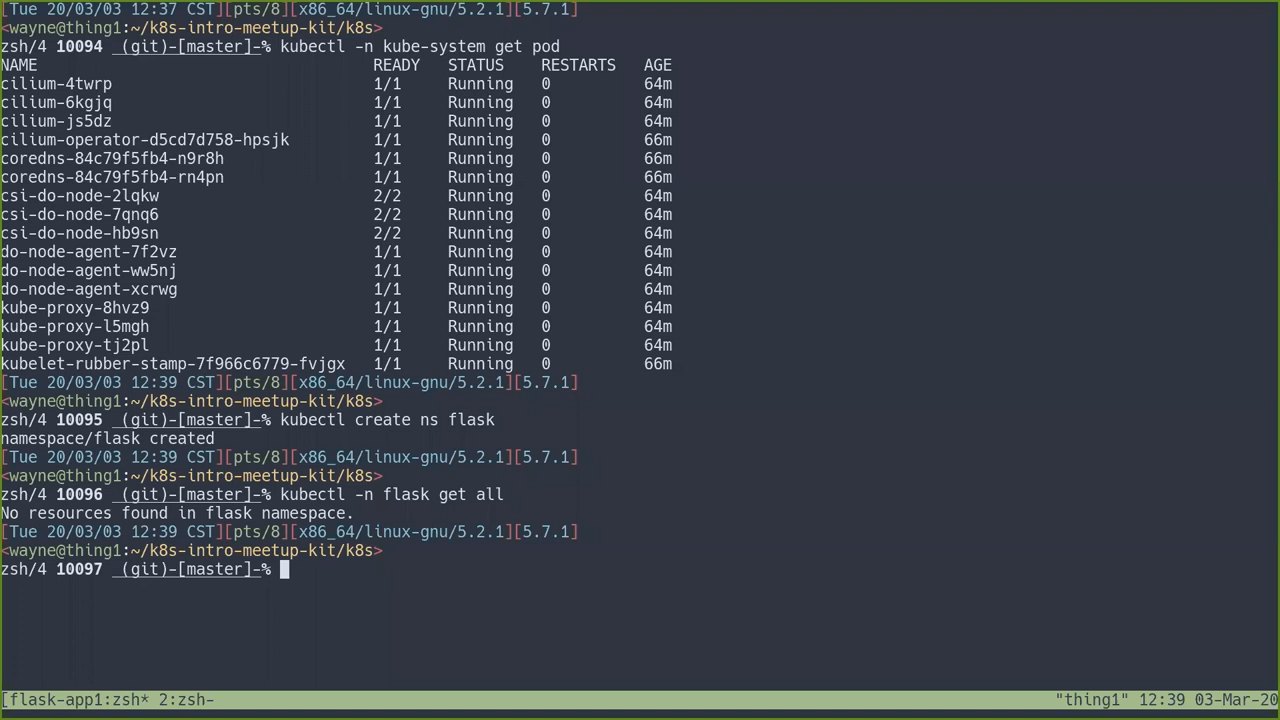 [Tue 20/03/03 12:37 CST][pts/8][x86_64/linux-gnu/5.2.1][5.7.1]
<wayne@thing1:~/k8s-intro-meetup-kit/k8s>
zsh/4 10094 _(git)-[master]-% kubectl -n kube-system get pod
NAME READY STATUS RESTARTS AGE
cilium-4twrp 1/1 Running 0 64m
cilium-6kgjq 1/1 Running 0 64m
cilium-js5dz 1/1 Running 0 64m
cilium-operator-d5cd7d758-hpsjk 1/1 Running 0 66m
coredns-84c79f5fb4-n9r8h 1/1 Running 0 66m
coredns-84c79f5fb4-rn4pn 1/1 Running 0 66m
csi-do-node-2lqkw 2/2 Running 0 64m
csi-do-node-7qnq6 2/2 Running 0 64m
csi-do-node-hb9sn 2/2 Running 0 64m
do-node-agent-7f2vz 1/1 Running 0 64m
do-node-agent-ww5nj 1/1 Running 0 64m
do-node-agent-xcrwg 1/1 Running 0 64m
kube-proxy-8hvz9 1/1 Running 0 64m
kube-proxy-l5mgh 1/1 Running 0 64m
kube-proxy-tj2pl 1/1 Running 0 64m
kubelet-rubber-stamp-7f966c6779-fvjgx 1/1 Running 0 66m
[Tue 20/03/03 12:39 CST][pts/8][x86_64/linux-gnu/5.2.1][5.7.1]
<wayne@thing1:~/k8s-intro-meetup-kit/k8s>
zsh/4 10095 _(git)-[master]-% kubectl create ns flask
namespace/flask created
[Tue 20/03/03 12:39 CST][pts/8][x86_64/linux-gnu/5.2.1][5.7.1]
<wayne@thing1:~/k8s-intro-meetup-kit/k8s>
zsh/4 10096 _(git)-[master]-% kubectl -n flask get all
No resources found in flask namespace.
[Tue 20/03/03 12:39 CST][pts/8][x86_64/linux-gnu/5.2.1][5.7.1]
<wayne@thing1:~/k8s-intro-meetup-kit/k8s>
zsh/4 10097 _(git)-[master]-%
[flask-app1:zsh* 2:zsh- "thing1" 12:39 03-Mar-20